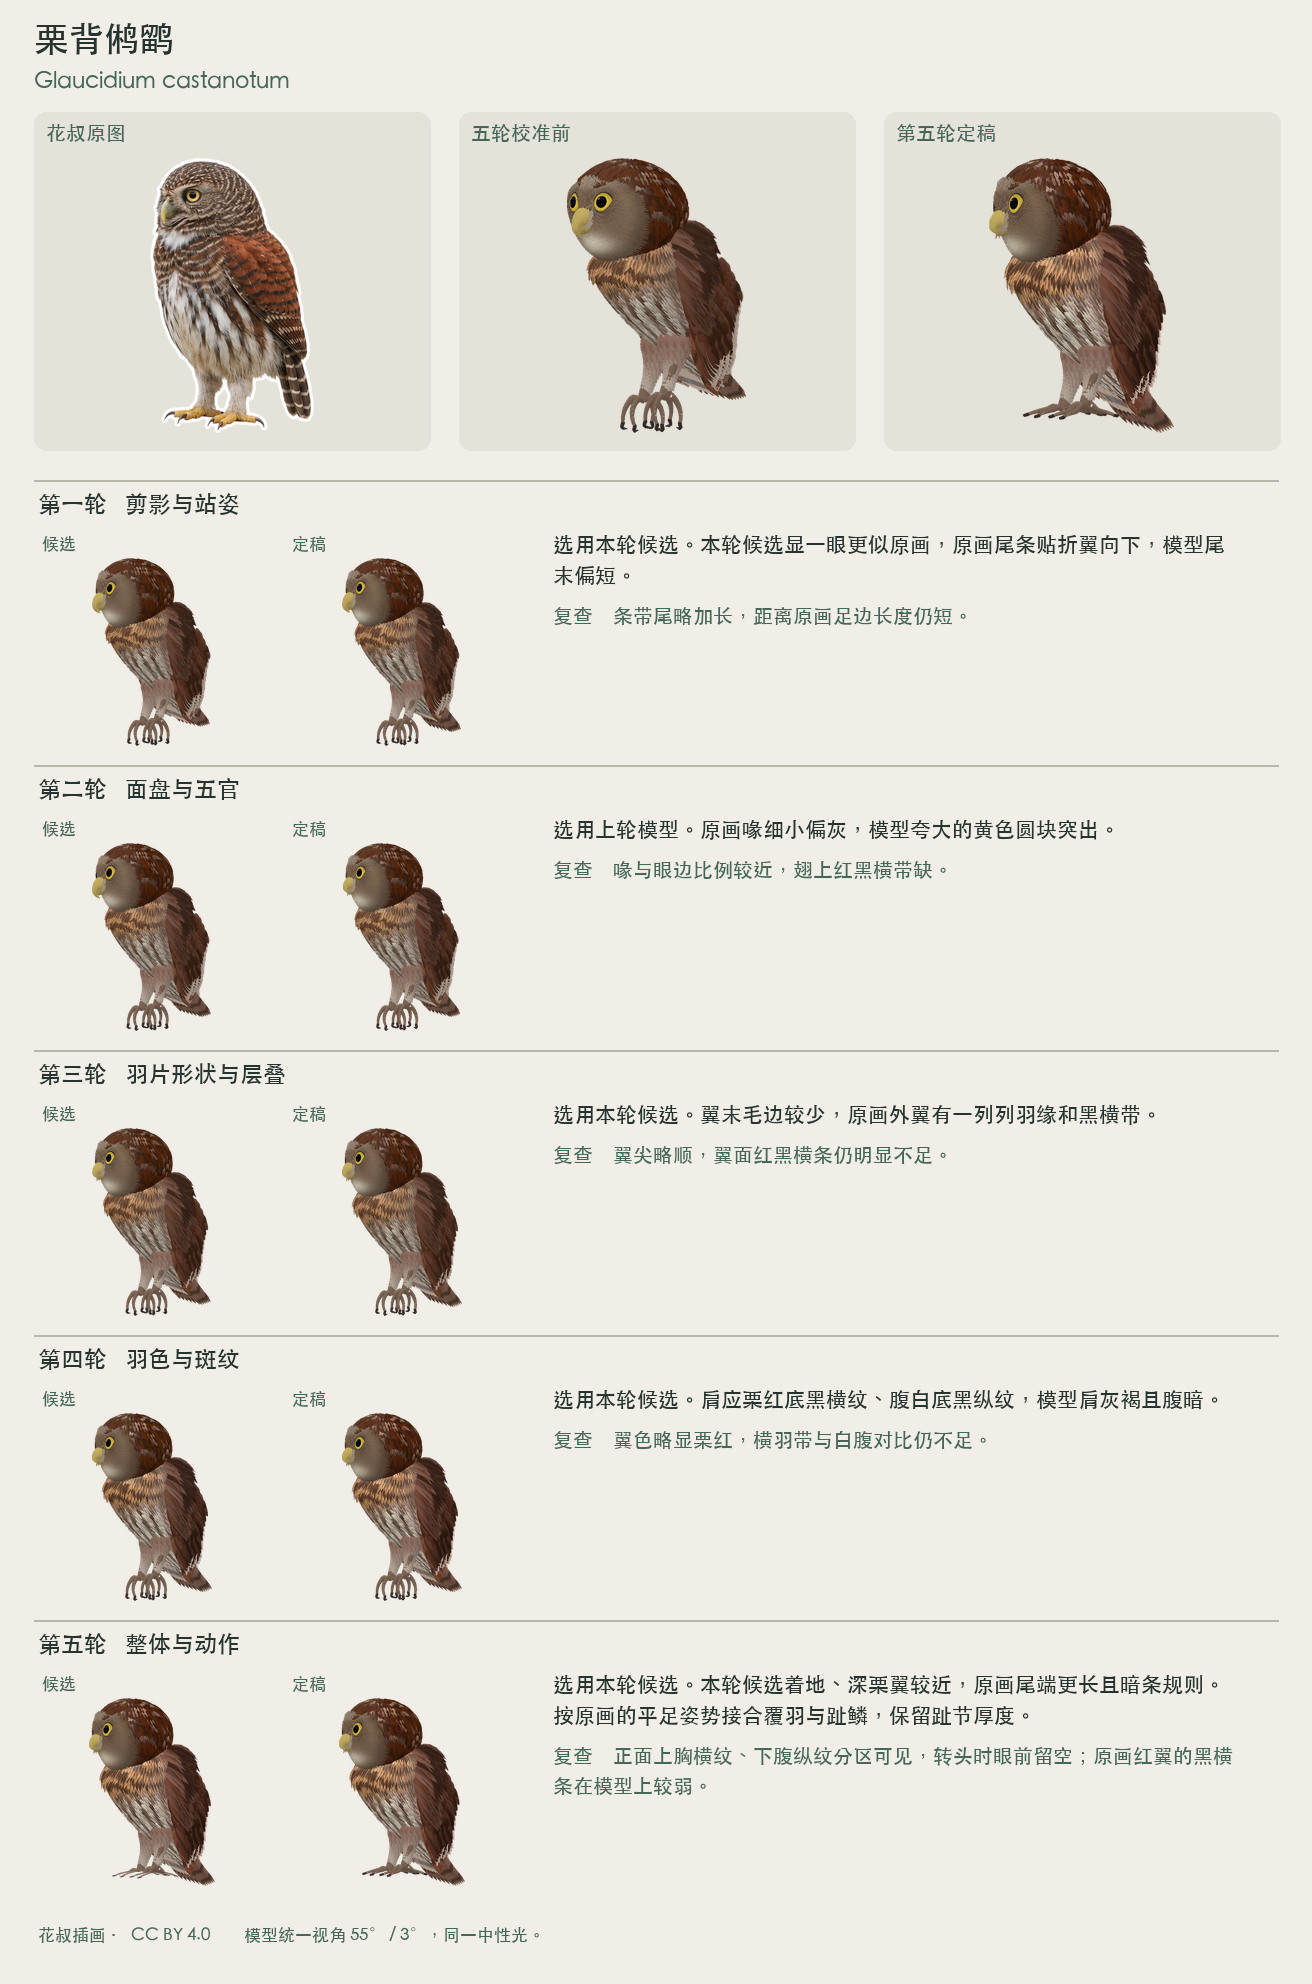 栗背鸺鹠
Glaucidium castanotum
花叔原图
五轮校准前
第五轮定稿
第一轮 剪影与站姿
候选
定稿
选用本轮候选。本轮候选显一眼更似原画，原画尾条贴折翼向下，模型尾
末偏短。
复查 条带尾略加长，距离原画足边长度仍短。
第二轮 面盘与五官
候选
定稿
选用上轮模型。原画喙细小偏灰，模型夸大的黄色圆块突出。
复查 喙与眼边比例较近，翅上红黑横带缺。
第三轮 羽片形状与层叠
候选
定稿
选用本轮候选。翼末毛边较少，原画外翼有一列列羽缘和黑横带。
复查 翼尖略顺，翼面红黑横条仍明显不足。
第四轮 羽色与斑纹
候选
定稿
选用本轮候选。肩应栗红底黑横纹、腹白底黑纵纹，模型肩灰褐且腹暗。
复查 翼色略显栗红，横羽带与白腹对比仍不足。
第五轮 整体与动作
候选
定稿
选用本轮候选。本轮候选着地、深栗翼较近，原画尾端更长且暗条规则。
按原画的平足姿势接合覆羽与趾鳞，保留趾节厚度。
复查 正面上胸横纹、下腹纵纹分区可见，转头时眼前留空；原画红翼的黑横
条在模型上较弱。
花叔插画 · CC BY 4.0 模型统一视角 55° / 3°，同一中性光。